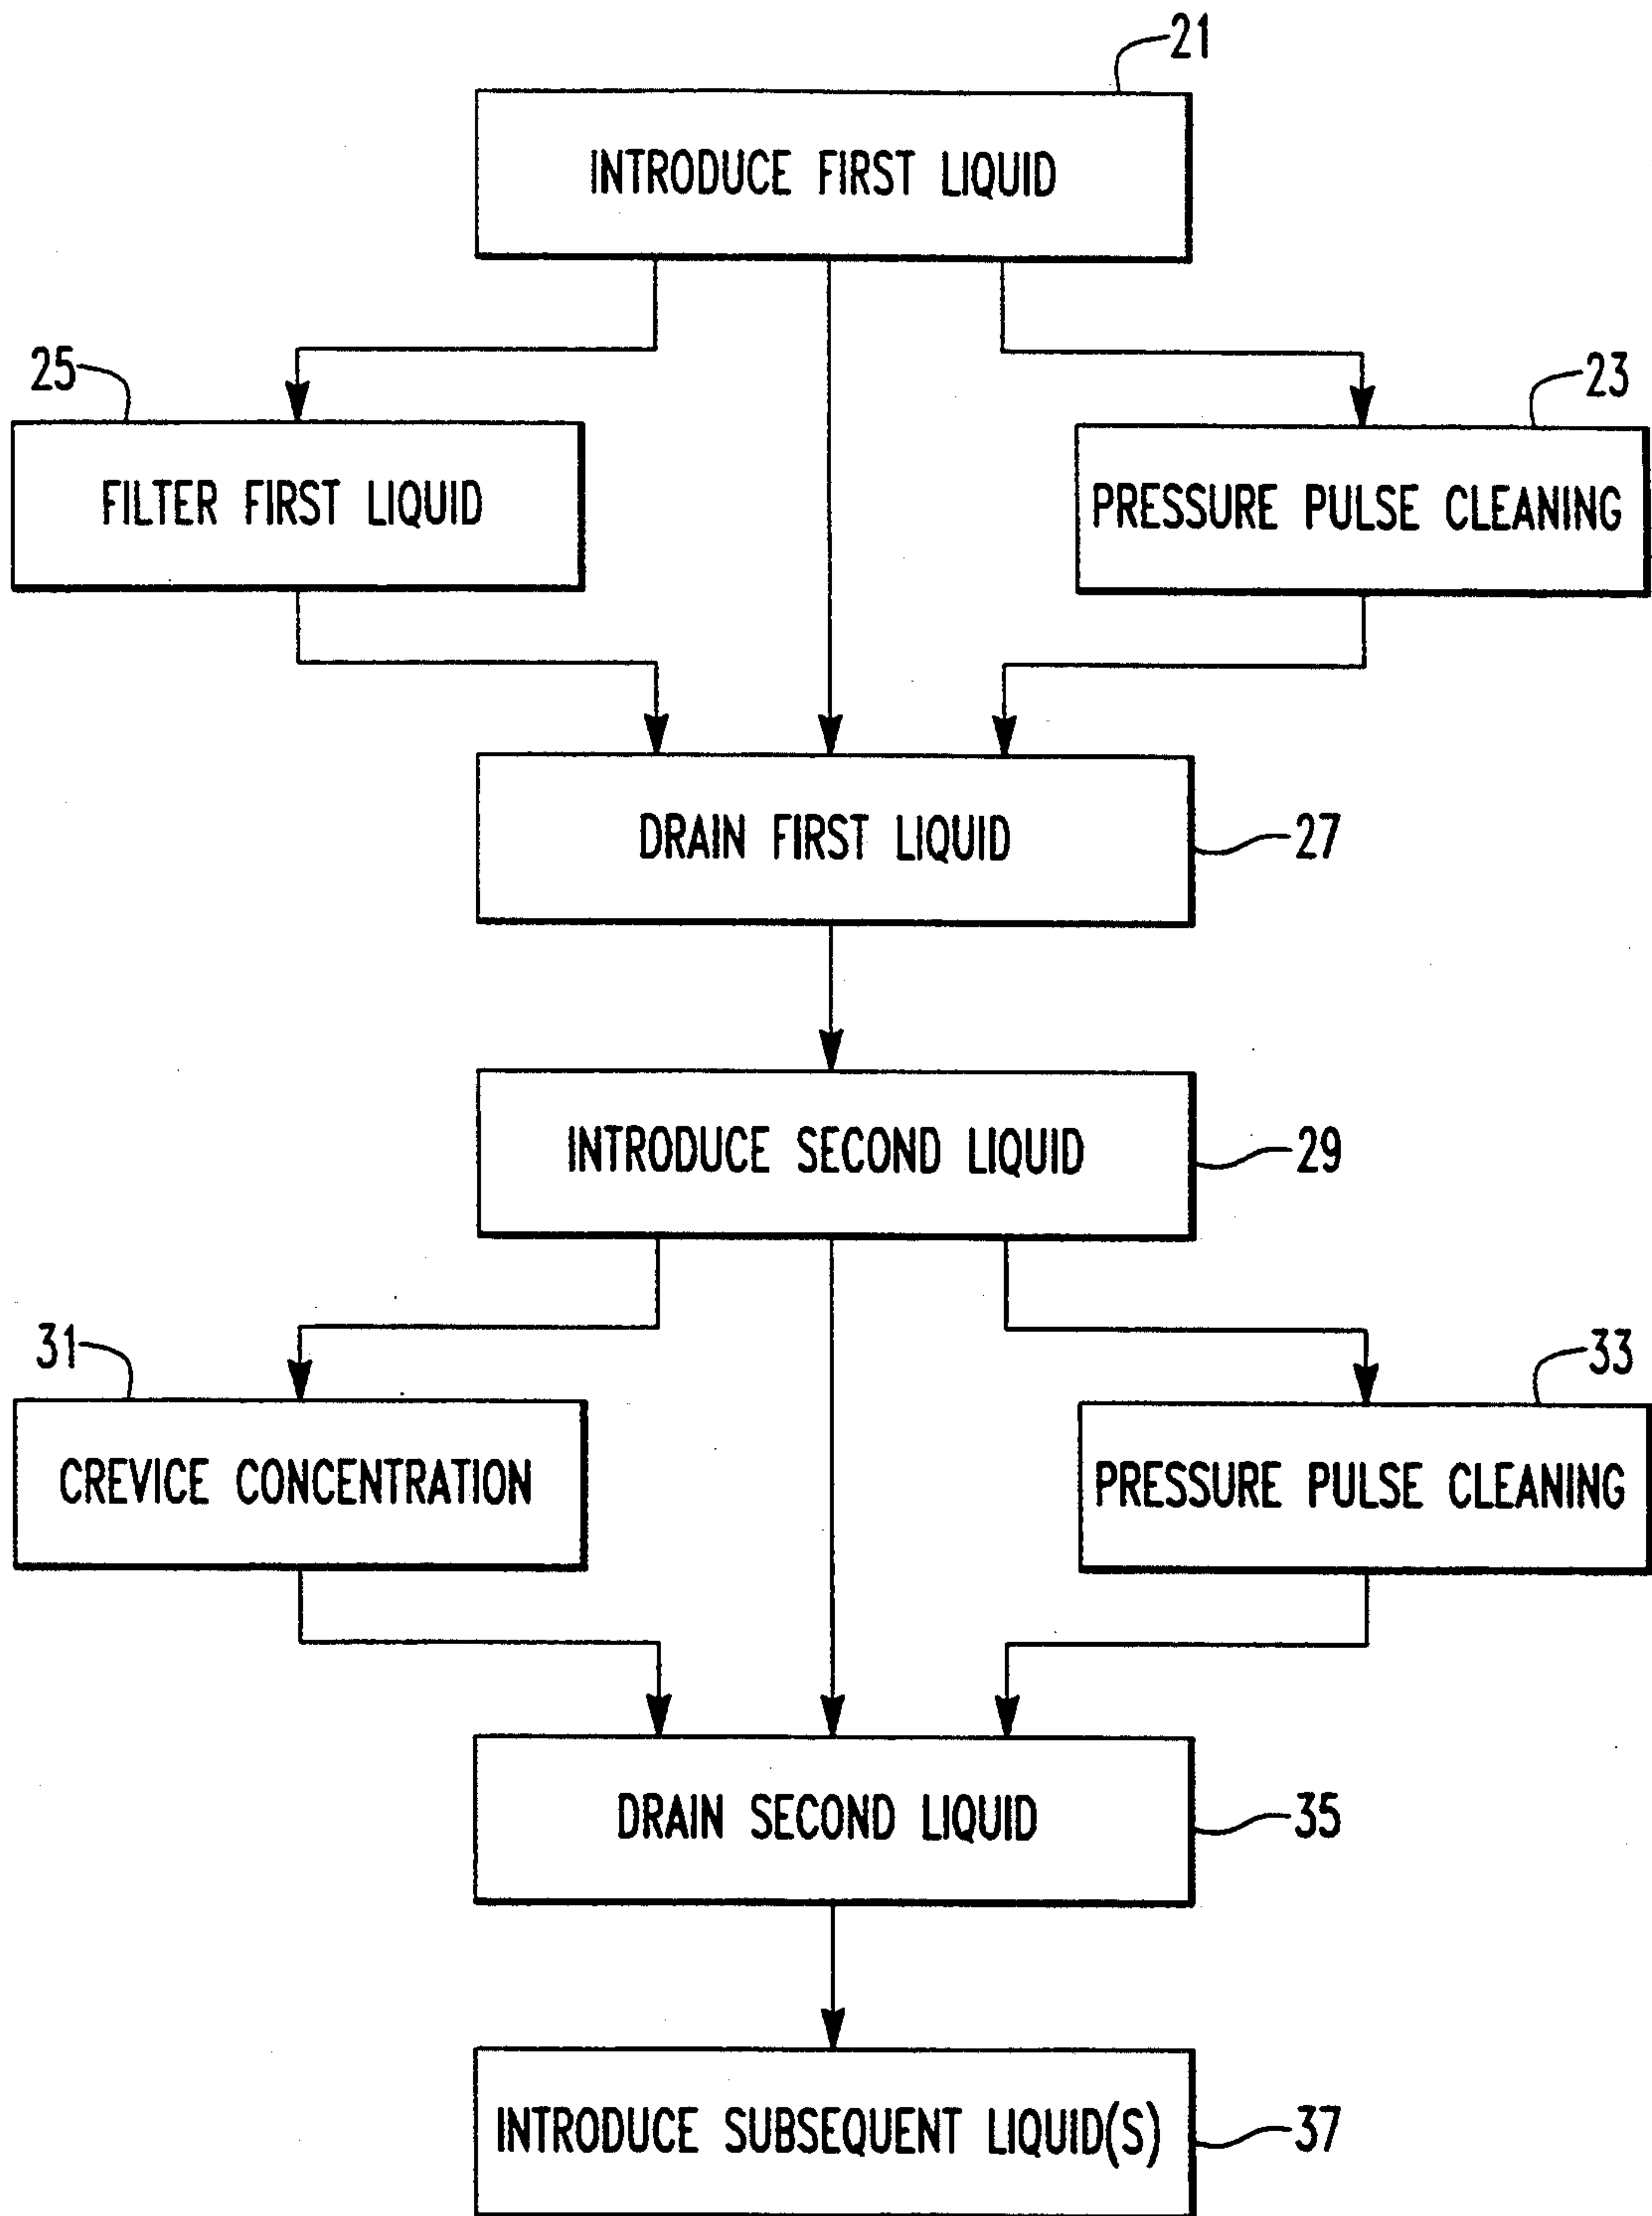 21
INTRODUCE FIRST LIQUID
25
23
FILTER FIRST LIQUID
PRESSURE PULSE CLEANING
DRAIN FIRST LIQUID
27
INTRODUCE SECOND LIQUID
29
31
33
CREVICE CONCENTRATION
PRESSURE PULSE CLEANING
DRAIN SECOND LIQUID
35
INTRODUCE SUBSEQUENT LIQUID(S)
37